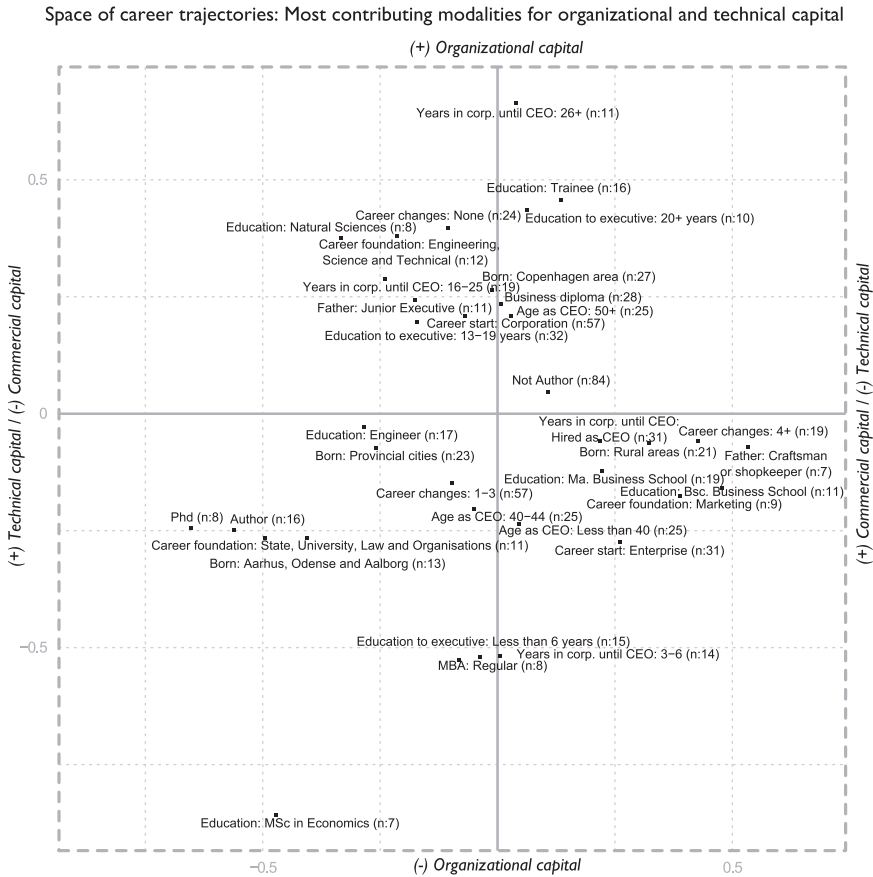 Space of career trajectories: Most contributing modalities for organizational and technical capital
(+) Organizational capital
Years in corp. until CEO: 26+ (n:11)
0.5
Education: Trainee (n:16)
Career changes: None (n:24)
Education to executive: 20+ years (n:10)
Education: Natural Sciences (n:8)
Career foundation: Engineering,
Science and Technical (n:12)
Born: Copenhagen area (n:27)
Years in corp. until CEO: 16−25 (n:19)
Business diploma (n:28)
Father: Junior Executive (n:11)
Age as CEO: 50+ (n:25)
Career start: Corporation (n:57)
Education to executive: 13−19 years (n:32)
Not Author (n:84)
(+) Technical capital / (-) Commercial capital
(+) Commercial capital / (-) Technical capital
0
Years in corp. until CEO:
Hired as CEO (n:31)
Career changes: 4+ (n:19)
Education: Engineer (n:17)
Born: Rural areas (n:21)
Born: Provincial cities (n:23)
Father: Craftsman
or shopkeeper (n:7)
Education: Ma. Business School (n:19)
Career changes: 1−3 (n:57)
Education: Bsc. Business School (n:11)
Career foundation: Marketing (n:9)
Phd (n:8)
Author (n:16)
Age as CEO: 40−44 (n:25)
Age as CEO: Less than 40 (n:25)
Career foundation: State, University, Law and Organisations (n:11)
Career start: Enterprise (n:31)
Born: Aarhus, Odense and Aalborg (n:13)
−0.5
Education to executive: Less than 6 years (n:15)
Years in corp. until CEO: 3−6 (n:14)
MBA: Regular (n:8)
Education: MSc in Economics (n:7)
−0.5
(-) Organizational capital
0.5